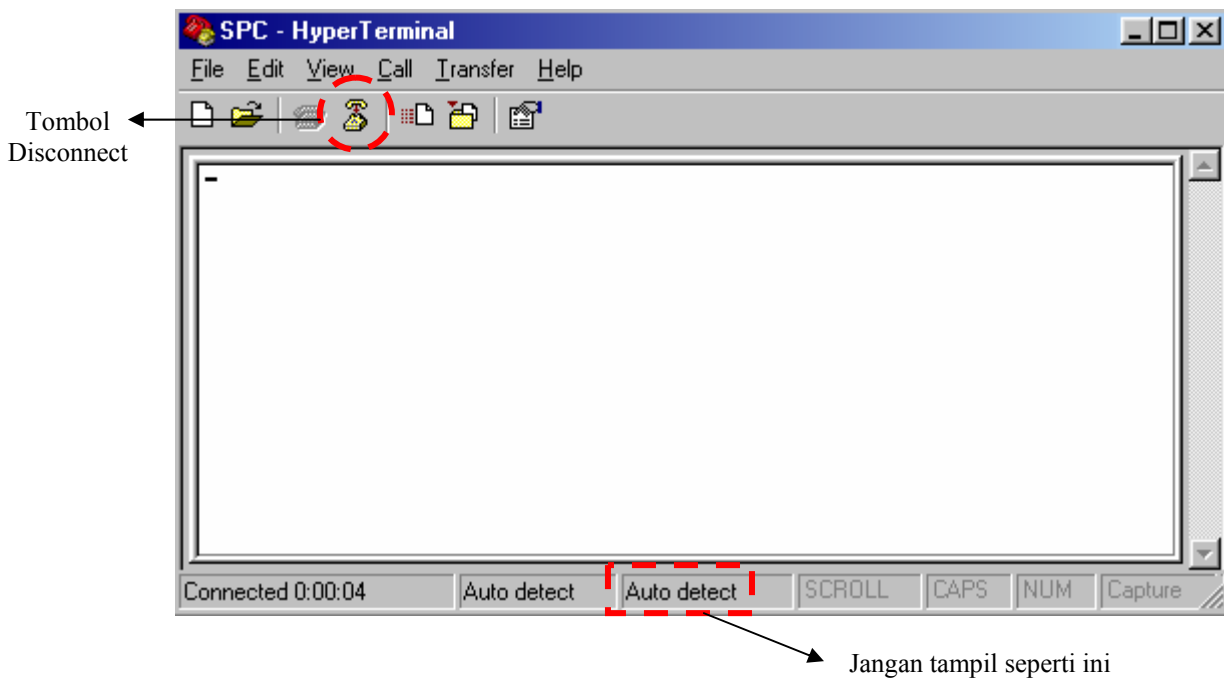 SPC - HyperTerminal
File Edit View Call Transfer Help
Tombol
Disconnect
Connected 0:00:04 Auto detect Auto detect SCROLL CAPS NUM Capture
Jangan tampil seperti ini